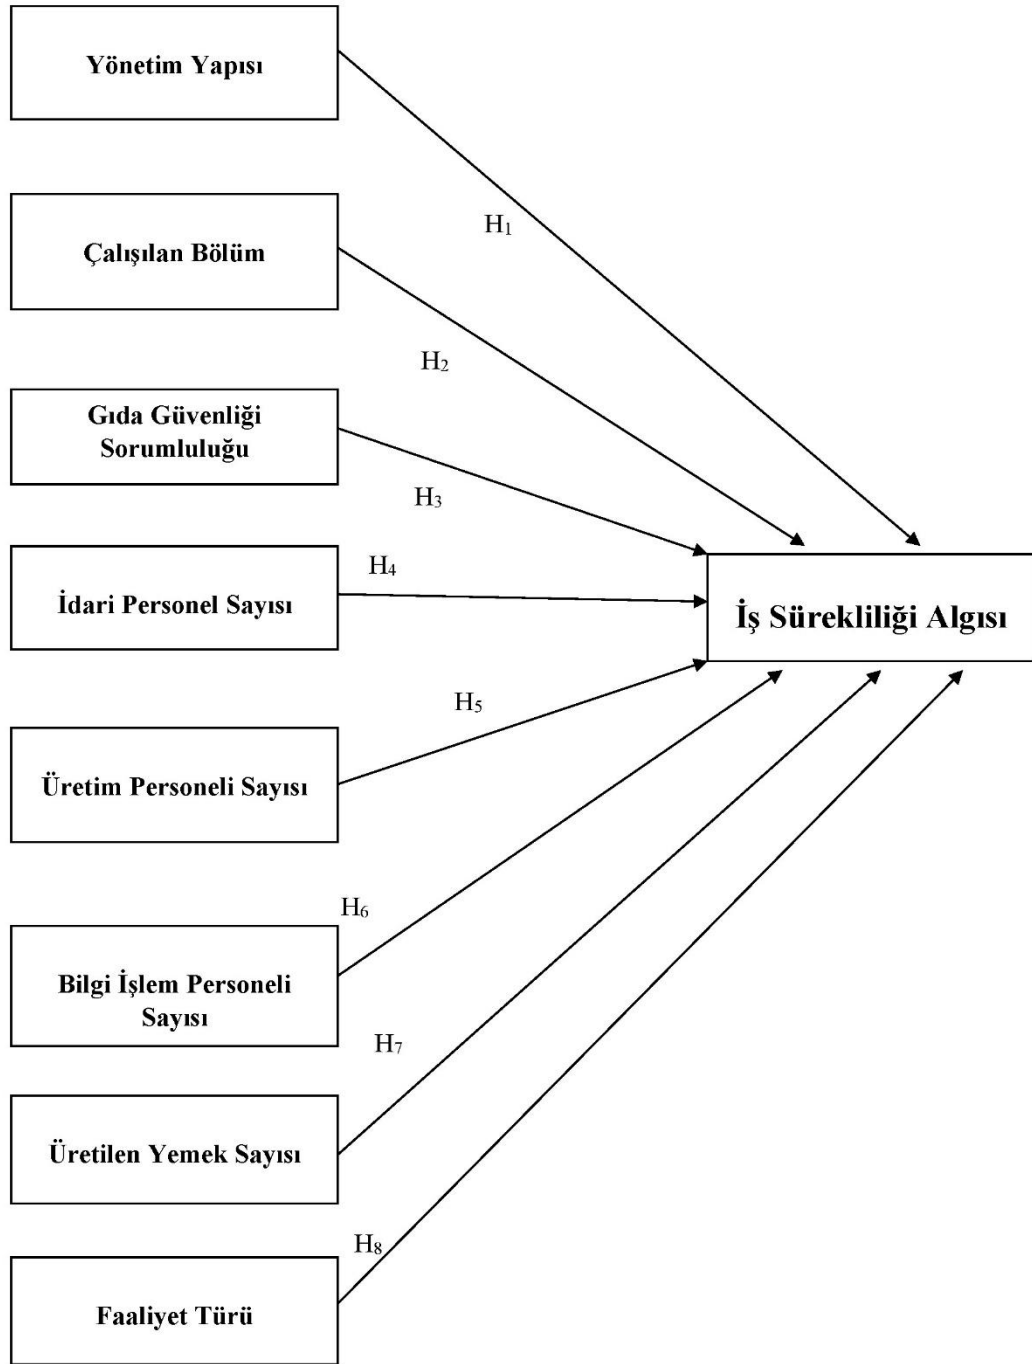 Yönetim Yapısı
H₁
Çalışılan Bölüm
H₂
Gıda Güvenliği
Sorumluluğu
H₃
İdari Personel Sayısı
H₄
İş Sürekliliği Algısı
Üretim Personeli Sayısı
H₅
Bilgi İşlem Personeli
Sayısı
H₆
Üretilen Yemek Sayısı
H₇
Faaliyet Türü
H₈